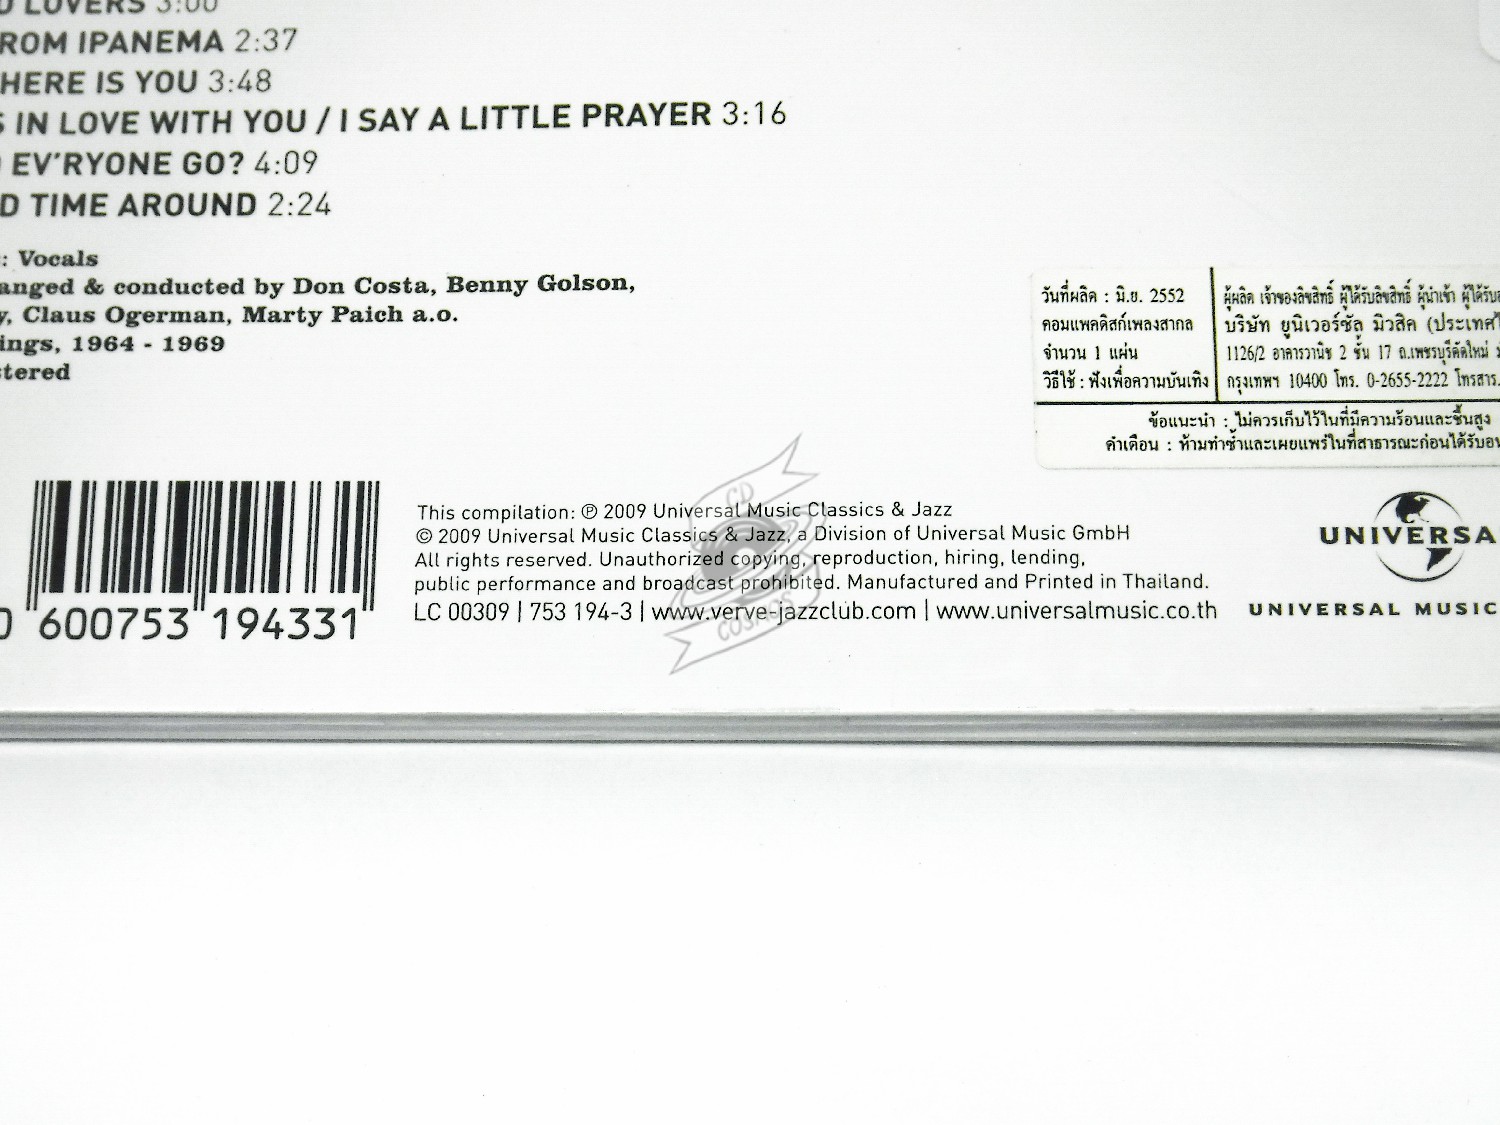 LOVERS 3:00
ROM IPANEMA 2:37
HERE IS YOU 3:48
S IN LOVE WITH YOU / I SAY A LITTLE PRAYER 3:16
EV'RYONE GO? 4:09
D TIME AROUND 2:24
: Vocals
anged & conducted by Don Costa, Benny Golson,
y, Claus Ogerman, Marty Paich a.o.
ings, 1964 - 1969
stered
วันที่ผลิต : มิ.ย. 2552
คอมแพคดิสก์เพลงสากล
จำนวน 1 แผ่น
วิธีใช้ : ฟังเพื่อความบันเทิง
ผู้ผลิต เจ้าของลิขสิทธิ์ ผู้ได้รับลิขสิทธิ์ ผู้นำเข้า ผู้ได้รับ
บริษัท ยูนิเวอร์ซัล มิวสิค (ประเทศไ
1126/2 อาคารวานิช 2 ชั้น 17 ถ.เพชรบุรีตัดใหม่
กรุงเทพฯ 10400 โทร. 0-2655-2222 โทรสาร.
ข้อแนะนำ : ไม่ควรเก็บไว้ในที่มีความร้อนและชื้นสูง
คำเตือน : ห้ามทำซ้ำและเผยแพร่ในที่สาธารณะก่อนได้รับอ
0 600753 194331
This compilation: ℗ 2009 Universal Music Classics & Jazz
© 2009 Universal Music Classics & Jazz, a Division of Universal Music GmbH
All rights reserved. Unauthorized copying, reproduction, hiring, lending,
public performance and broadcast prohibited. Manufactured and Printed in Thailand.
LC 00309 | 753 194-3 | www.verve-jazzclub.com | www.universalmusic.co.th
UNIVERSA
UNIVERSAL MUSIC
CD
COSMOS